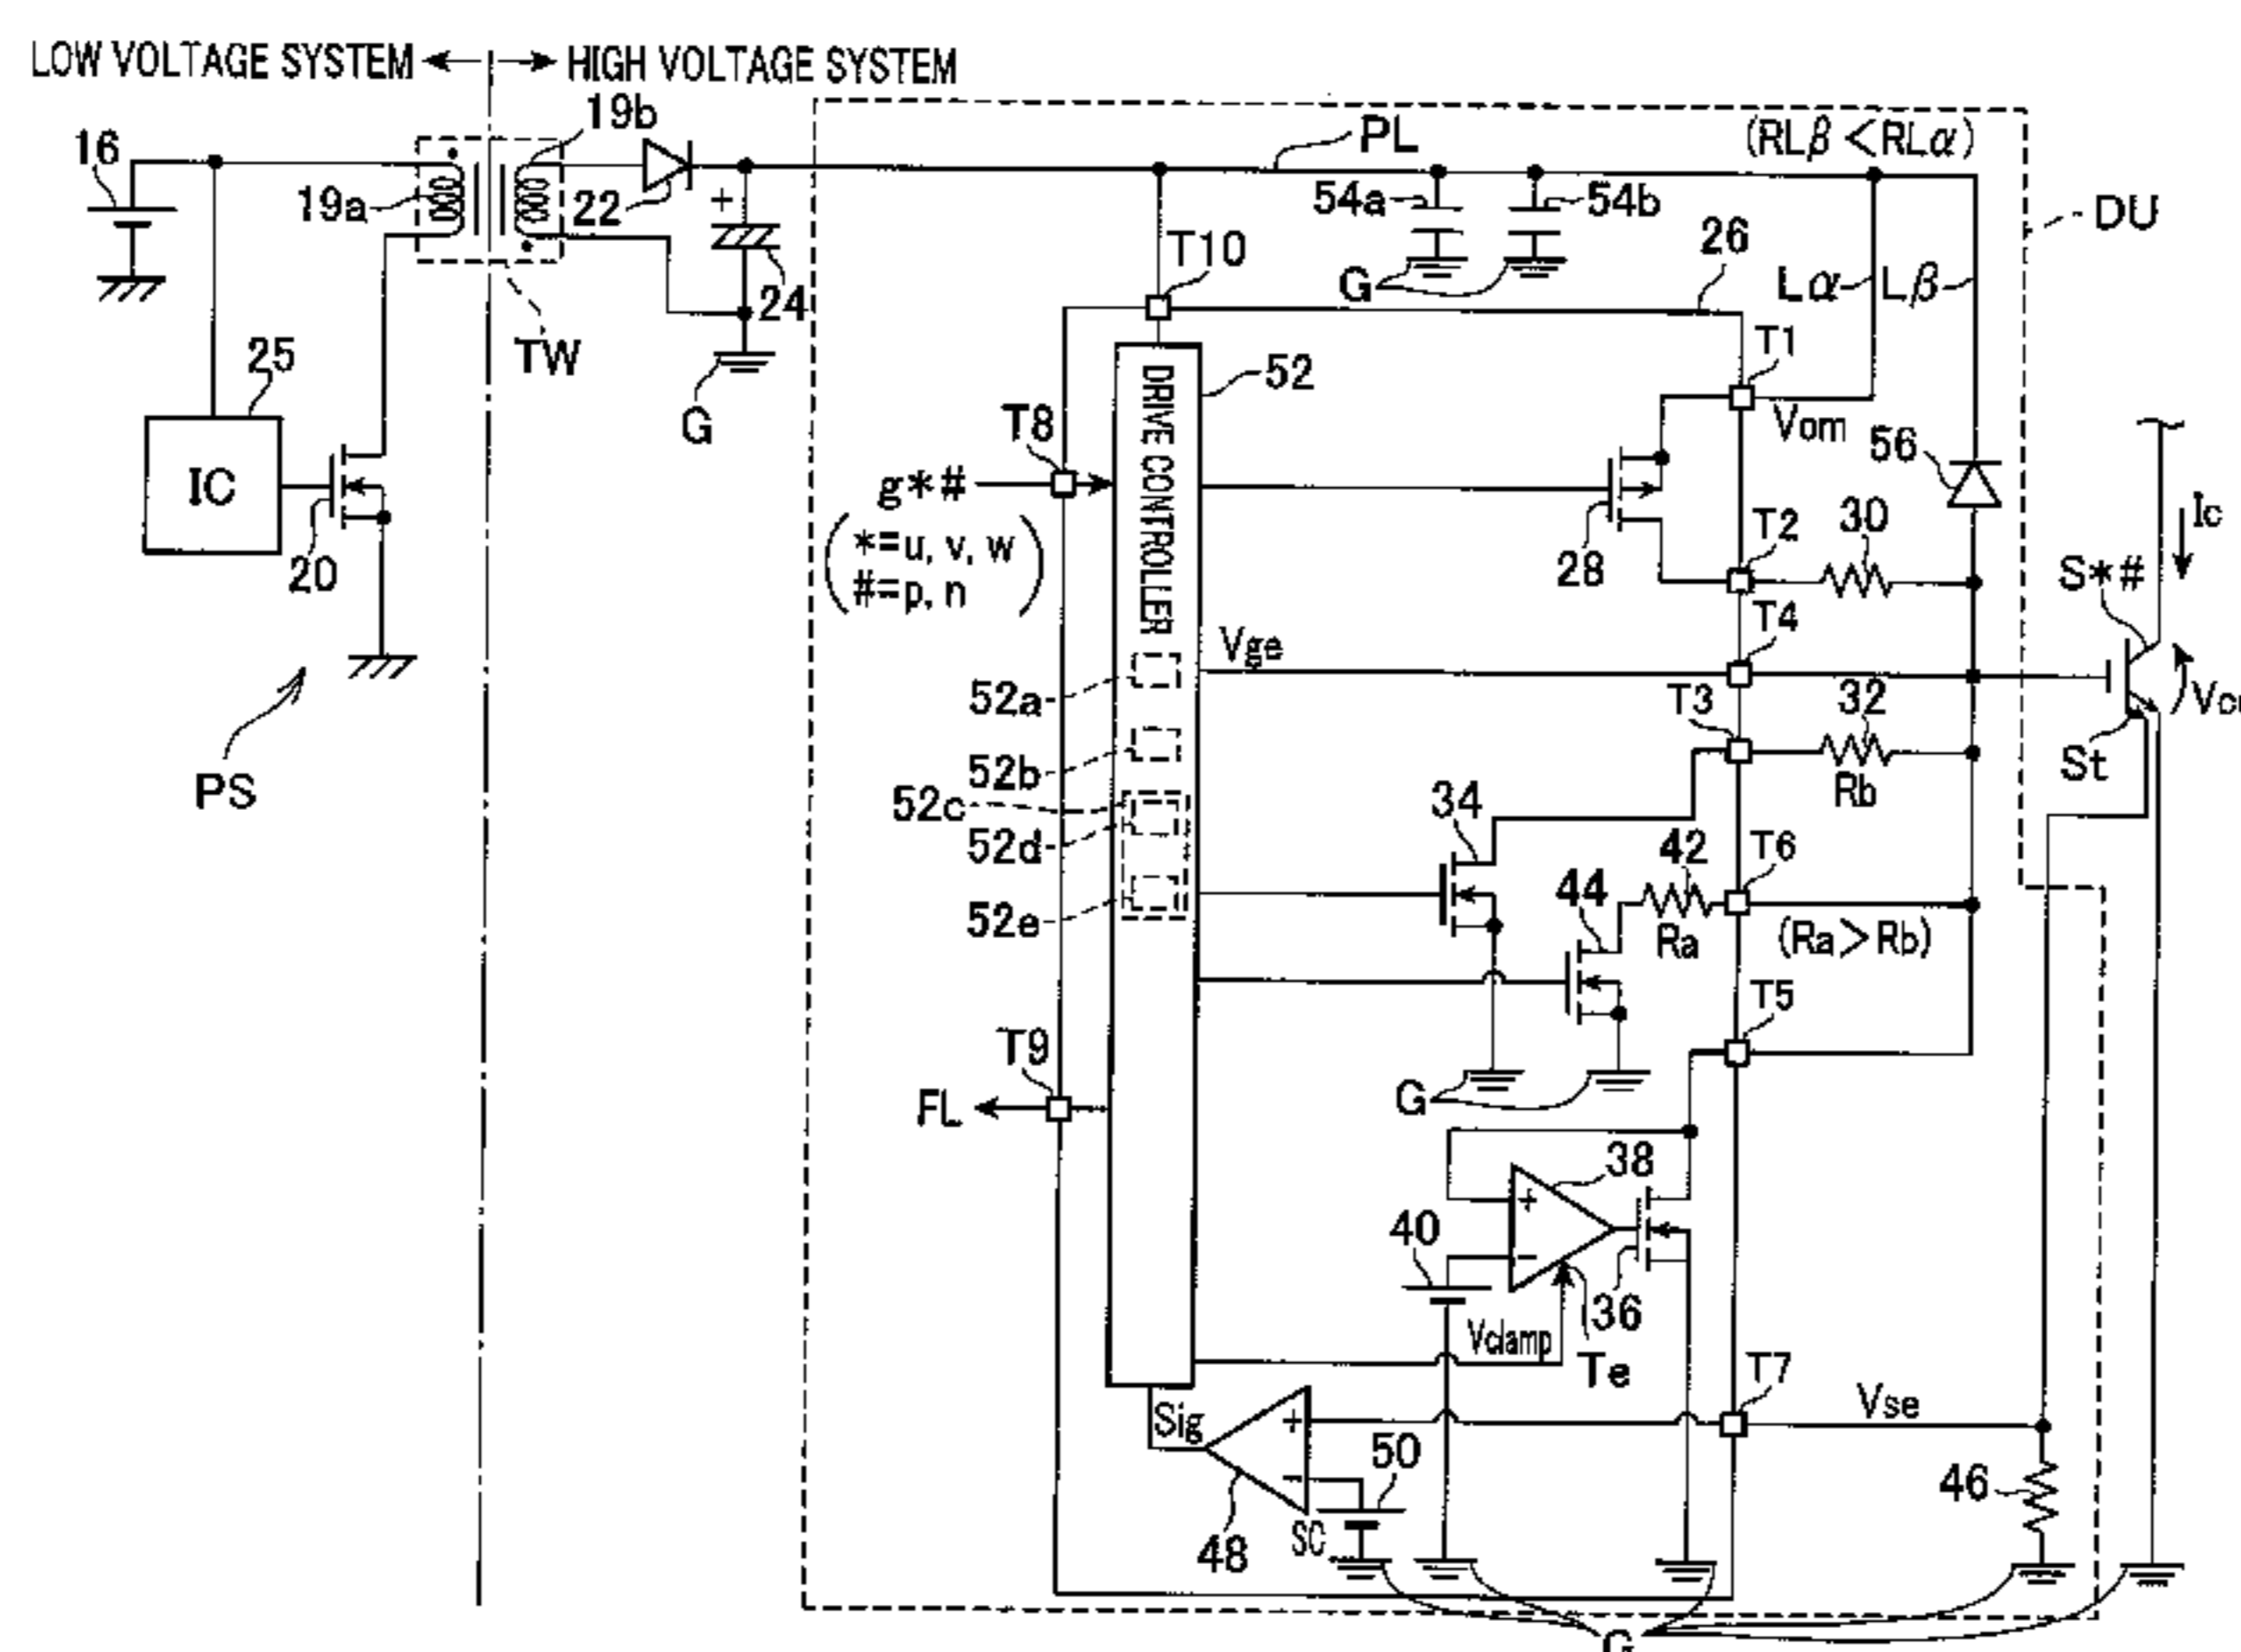 LOW VOLTAGE SYSTEM
HIGH VOLTAGE SYSTEM
16
19a
19b
22
24
TW
G
25
IC
20
PS
PL
(RLβ<RLα)
54a
54b
DU
T10
G
26
Lα
Lβ
T1
Vom
52
DRIVE CONTROLLER
T8
g*#
(*=u, v, w
#=p, n)
28
T2
30
56
Ic
S*#
Vge
T4
52a
52b
52c
52d
52e
T3
32
Rb
St
34
44
42
Ra
T6
(Ra>Rb)
T5
T9
FL
G
38
+
−
40
36
Vclamp
Te
T7
Vse
Sig
+
−
48
50
SC
46
G